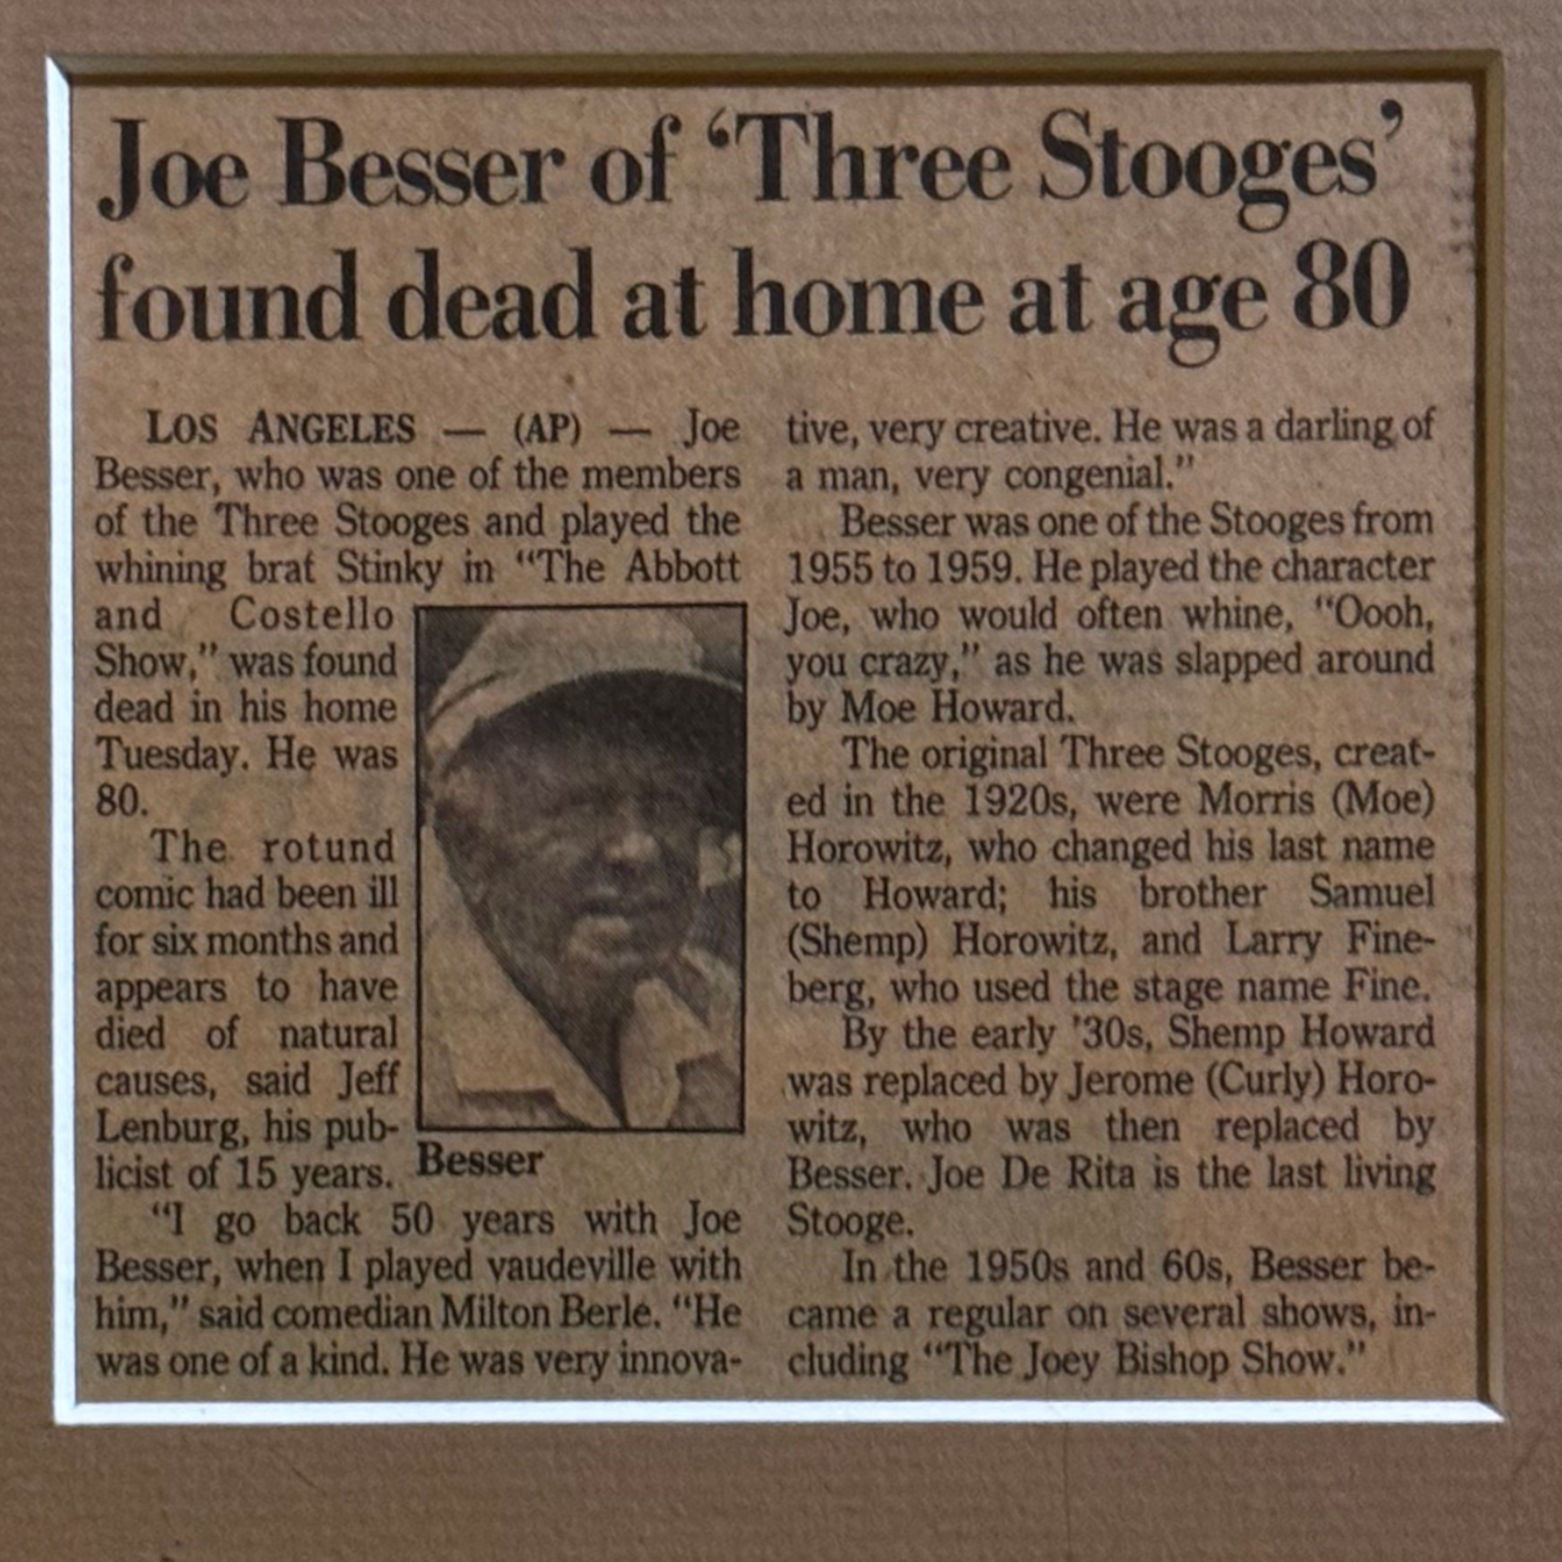 Joe Besser of ‘Three Stooges’
found dead at home at age 80
LOS ANGELES — (AP) — Joe
Besser, who was one of the members
of the Three Stooges and played the
whining brat Stinky in “The Abbott
and Costello
Show,” was found
dead in his home
Tuesday. He was
80.
The rotund
comic had been ill
for six months and
appears to have
died of natural
causes, said Jeff
Lenburg, his pub-
licist of 15 years.
Besser
“I go back 50 years with Joe
Besser, when I played vaudeville with
him,” said comedian Milton Berle. “He
was one of a kind. He was very innova-
tive, very creative. He was a darling of
a man, very congenial.”
Besser was one of the Stooges from
1955 to 1959. He played the character
Joe, who would often whine, “Oooh,
you crazy,” as he was slapped around
by Moe Howard.
The original Three Stooges, creat-
ed in the 1920s, were Morris (Moe)
Horowitz, who changed his last name
to Howard; his brother Samuel
(Shemp) Horowitz, and Larry Fine-
berg, who used the stage name Fine.
By the early ’30s, Shemp Howard
was replaced by Jerome (Curly) Horo-
witz, who was then replaced by
Besser. Joe De Rita is the last living
Stooge.
In the 1950s and 60s, Besser be-
came a regular on several shows, in-
cluding “The Joey Bishop Show.”